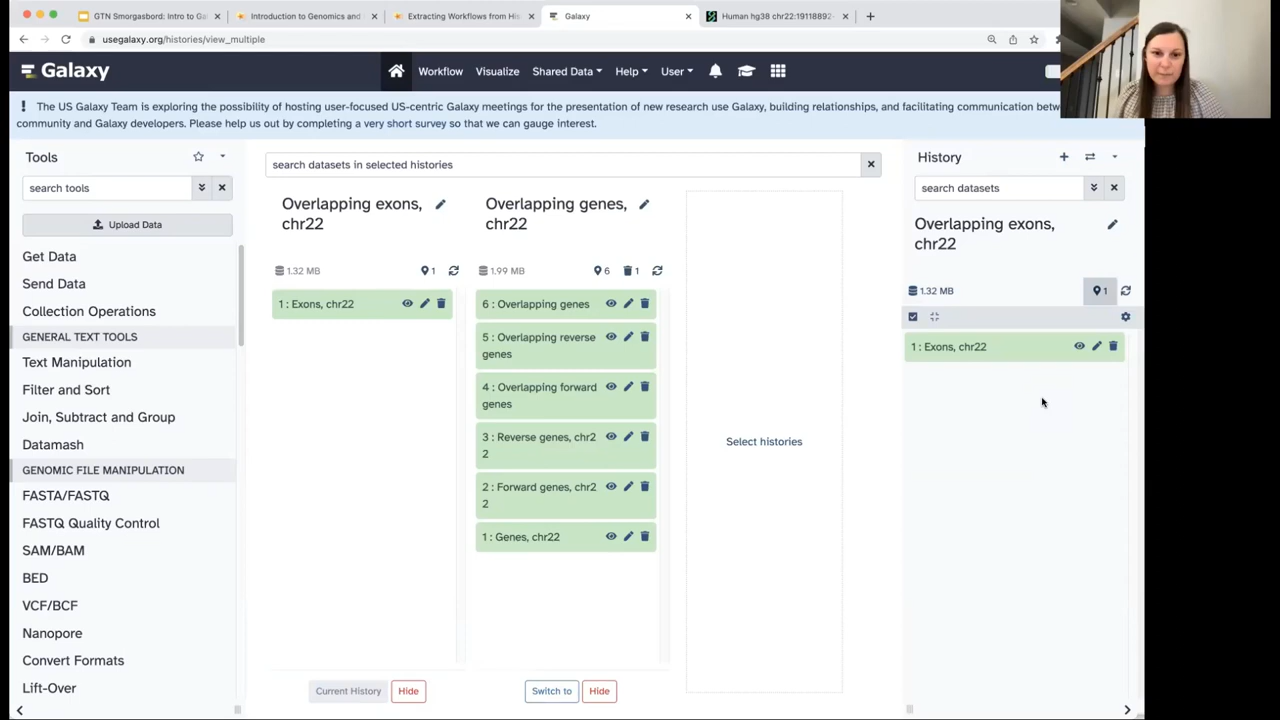 GTN Smorgasbord: Intro to Ga
Introduction to Genomics and
Extracting Workflows from His
Galaxy
Human hg38 chr22:19118892-
usegalaxy.org/histories/view_multiple
Galaxy
Workflow
Visualize
Shared Data
Help
User
The US Galaxy Team is exploring the possibility of hosting user-focused US-centric Galaxy meetings for the presentation of new research use Galaxy, building relationships, and facilitating communication betw
community and Galaxy developers. Please help us out by completing a very short survey so that we can gauge interest.
Tools
search tools
Upload Data
Get Data
Send Data
Collection Operations
GENERAL TEXT TOOLS
Text Manipulation
Filter and Sort
Join, Subtract and Group
Datamash
GENOMIC FILE MANIPULATION
FASTA/FASTQ
FASTQ Quality Control
SAM/BAM
BED
VCF/BCF
Nanopore
Convert Formats
Lift-Over
search datasets in selected histories
Overlapping exons,
chr22
1.32 MB
1
1 : Exons, chr22
Current History
Hide
Overlapping genes,
chr22
1.99 MB
6
1
6 : Overlapping genes
5 : Overlapping reverse
genes
4 : Overlapping forward
genes
3 : Reverse genes, chr2
2
2 : Forward genes, chr2
2
1 : Genes, chr22
Switch to
Hide
Select histories
History
search datasets
Overlapping exons,
chr22
1.32 MB
1
1 : Exons, chr22